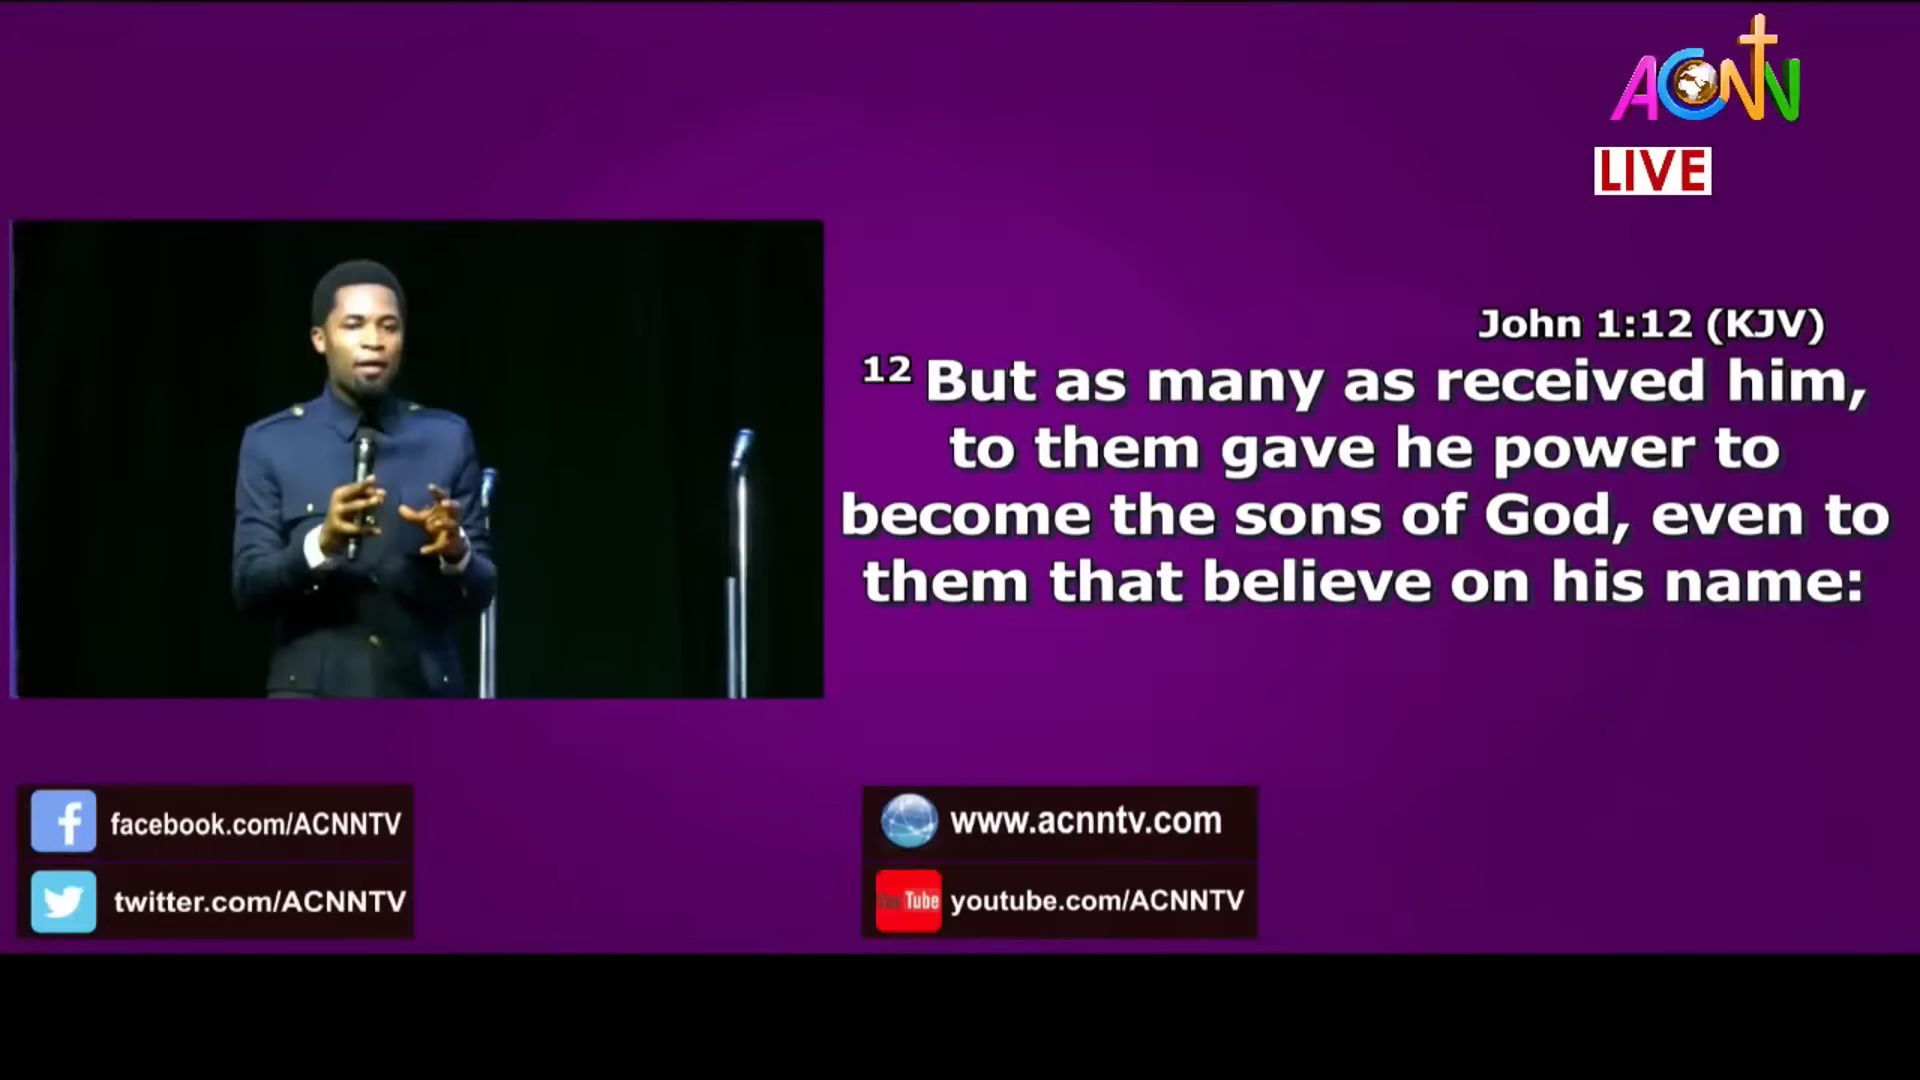 ACNN
LIVE
John 1:12 (KJV)
12 But as many as received him,
to them gave he power to
become the sons of God, even to
them that believe on his name:
facebook.com/ACNNTV
twitter.com/ACNNTV
www.acnntv.com
You Tube youtube.com/ACNNTV